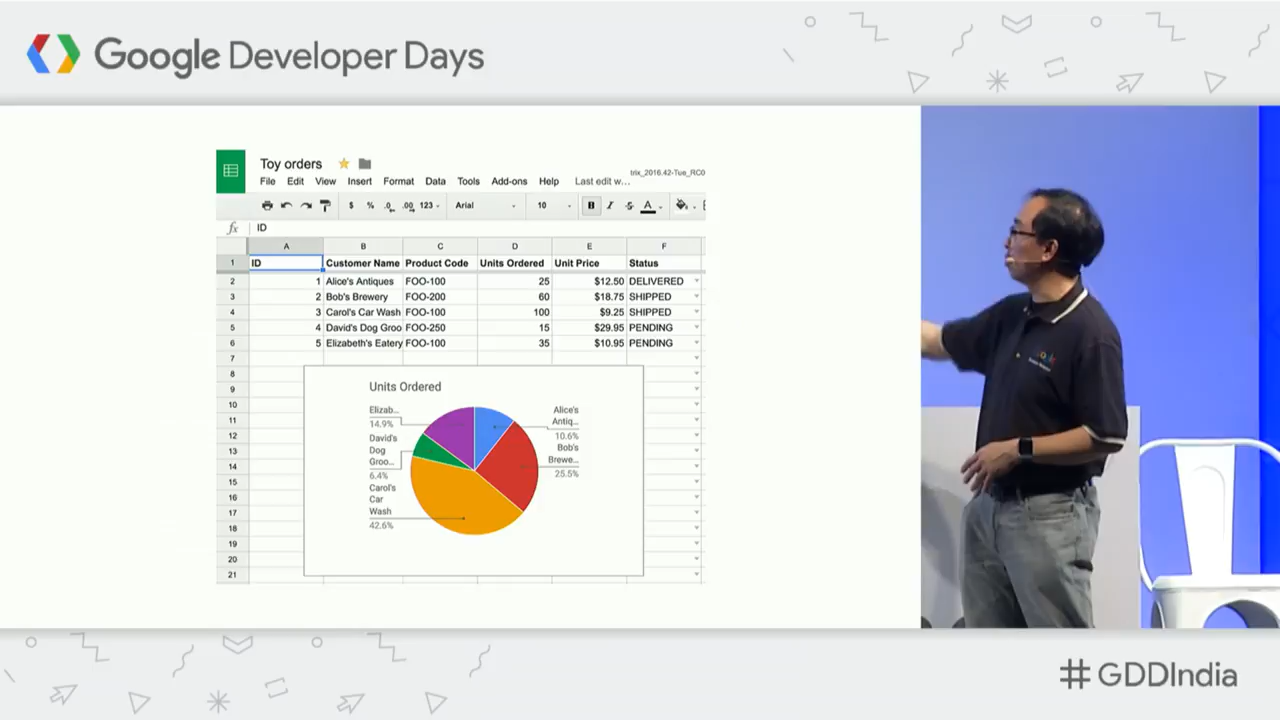 Google Developer Days
Toy orders
trix_2016.42-Tue_RC0
File Edit View Insert Format Data Tools Add-ons Help Last edit w...
$ % .0 .00 123 Arial 10 B I S A
fx ID
A B C D E F
1 ID Customer Name Product Code Units Ordered Unit Price Status
2 1 Alice's Antiques FOO-100 25 $12.50 DELIVERED
3 2 Bob's Brewery FOO-200 60 $18.75 SHIPPED
4 3 Carol's Car Wash FOO-100 100 $9.25 SHIPPED
5 4 David's Dog Groo FOO-250 15 $29.95 PENDING
6 5 Elizabeth's Eatery FOO-100 35 $10.95 PENDING
7
8
9
10
11
12
13
14
15
16
17
18
19
20
21
Units Ordered
Elizab...
14.9%
David's
Dog
Groo...
6.4%
Carol's
Car
Wash
42.6%
Alice's
Antiq...
10.6%
Bob's
Brewe...
25.5%
#GDDIndia